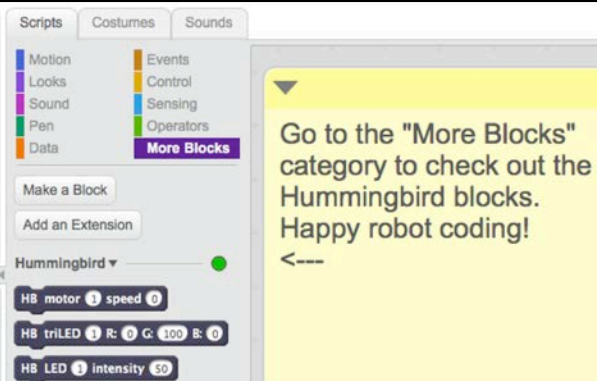 Scripts Costumes Sounds
Motion Events
Looks Control
Sound Sensing
Pen Operators
Data More Blocks
Make a Block
Add an Extension
Hummingbird
HB motor 1 speed 0
HB triLED 1 R: 0 G: 100 B: 0
HB LED 1 intensity 50
Go to the "More Blocks"
category to check out the
Hummingbird blocks.
Happy robot coding!
<---